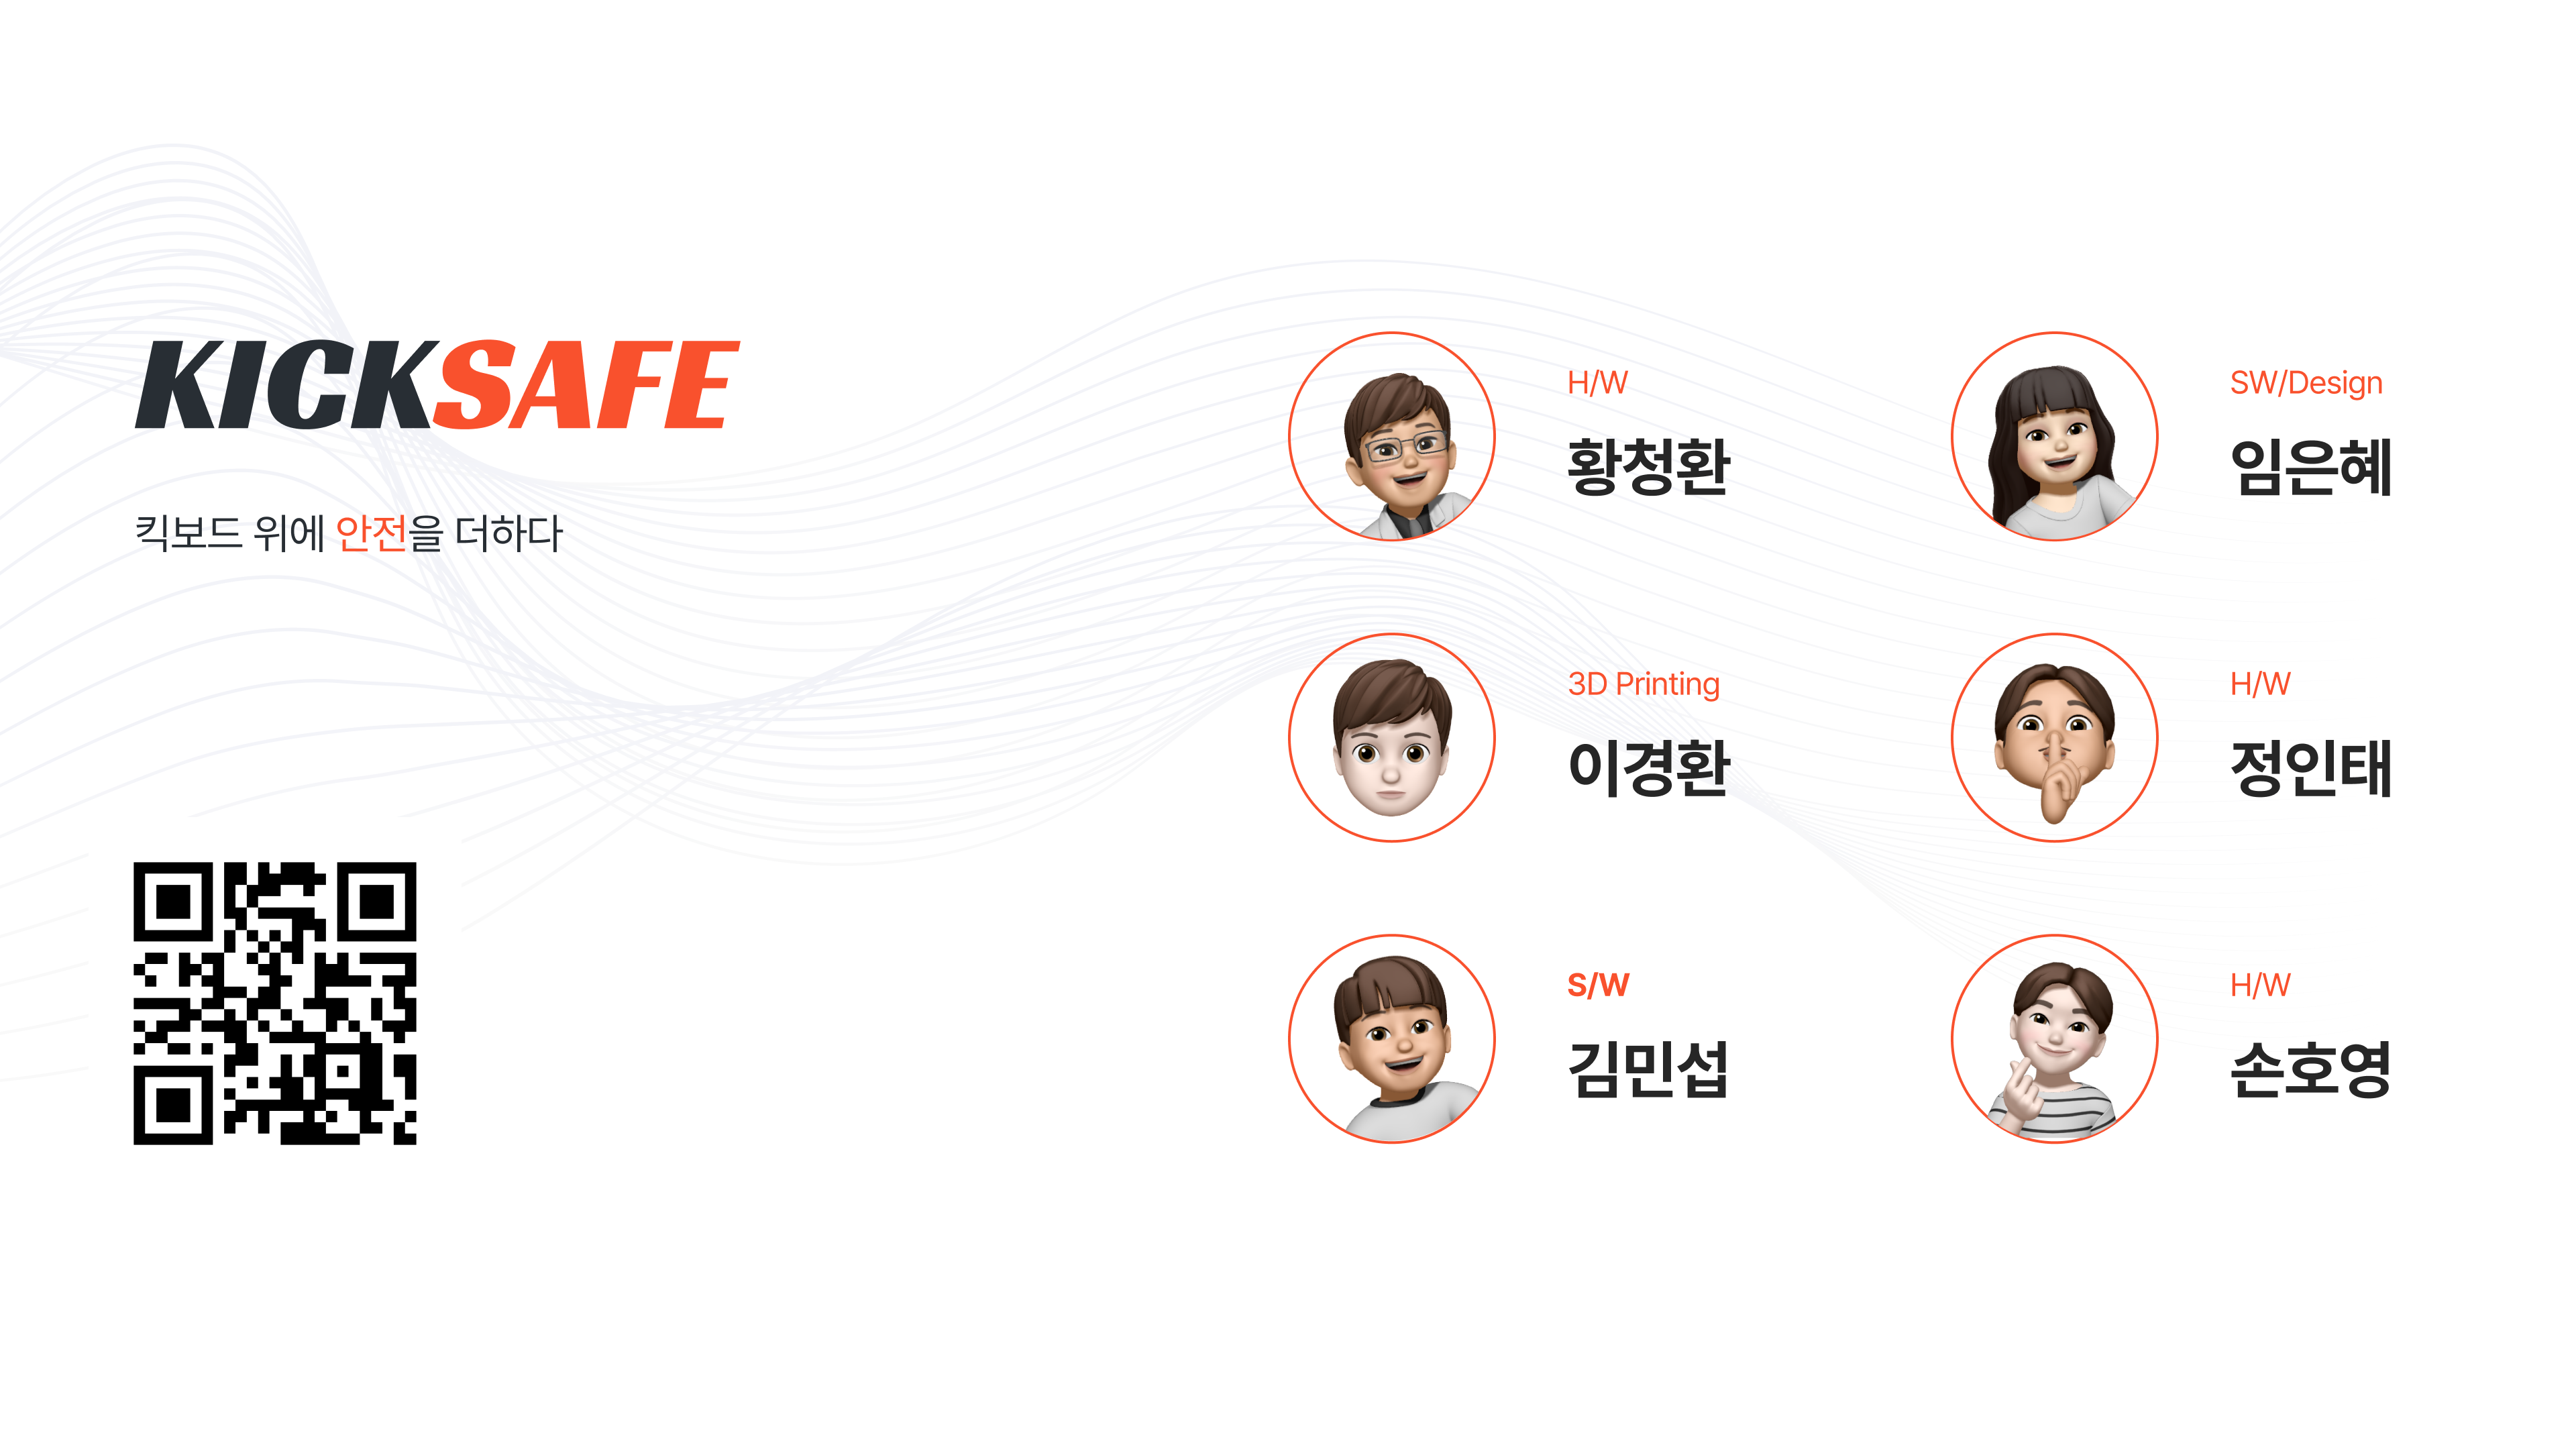 KICKSAFE
킥보드 위에 안전을 더하다
H/W
황청환
SW/Design
임은혜
3D Printing
이경환
H/W
정인태
S/W
김민섭
H/W
손호영